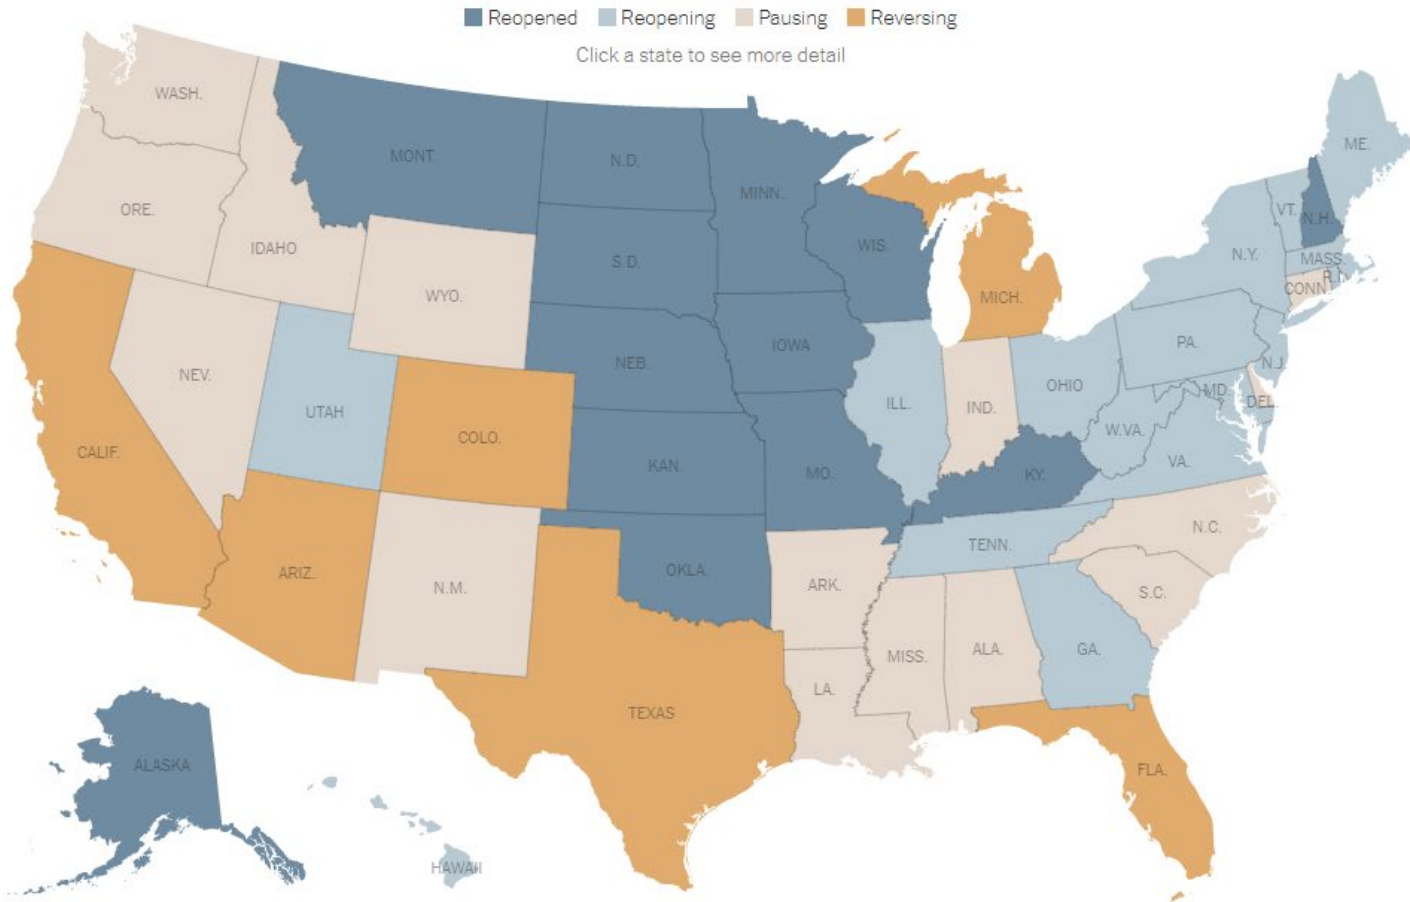 Reopened Reopening Pausing Reversing
Click a state to see more detail
WASH.
MONT.
N.D.
MINN.
ME.
ORE.
IDAHO
S.D.
WIS.
VT.
N.H.
N.Y.
MASS.
R.I.
CONN.
WYO.
MICH.
NEV.
UTAH
COLO.
NEB.
IOWA
ILL.
IND.
OHIO
PA.
N.J.
MD.
DEL.
W.VA.
VA.
CALIF.
KAN.
MO.
KY.
ARIZ.
N.M.
OKLA.
ARK.
TENN.
N.C.
S.C.
TEXAS
LA.
MISS.
ALA.
GA.
FLA.
ALASKA
HAWAII